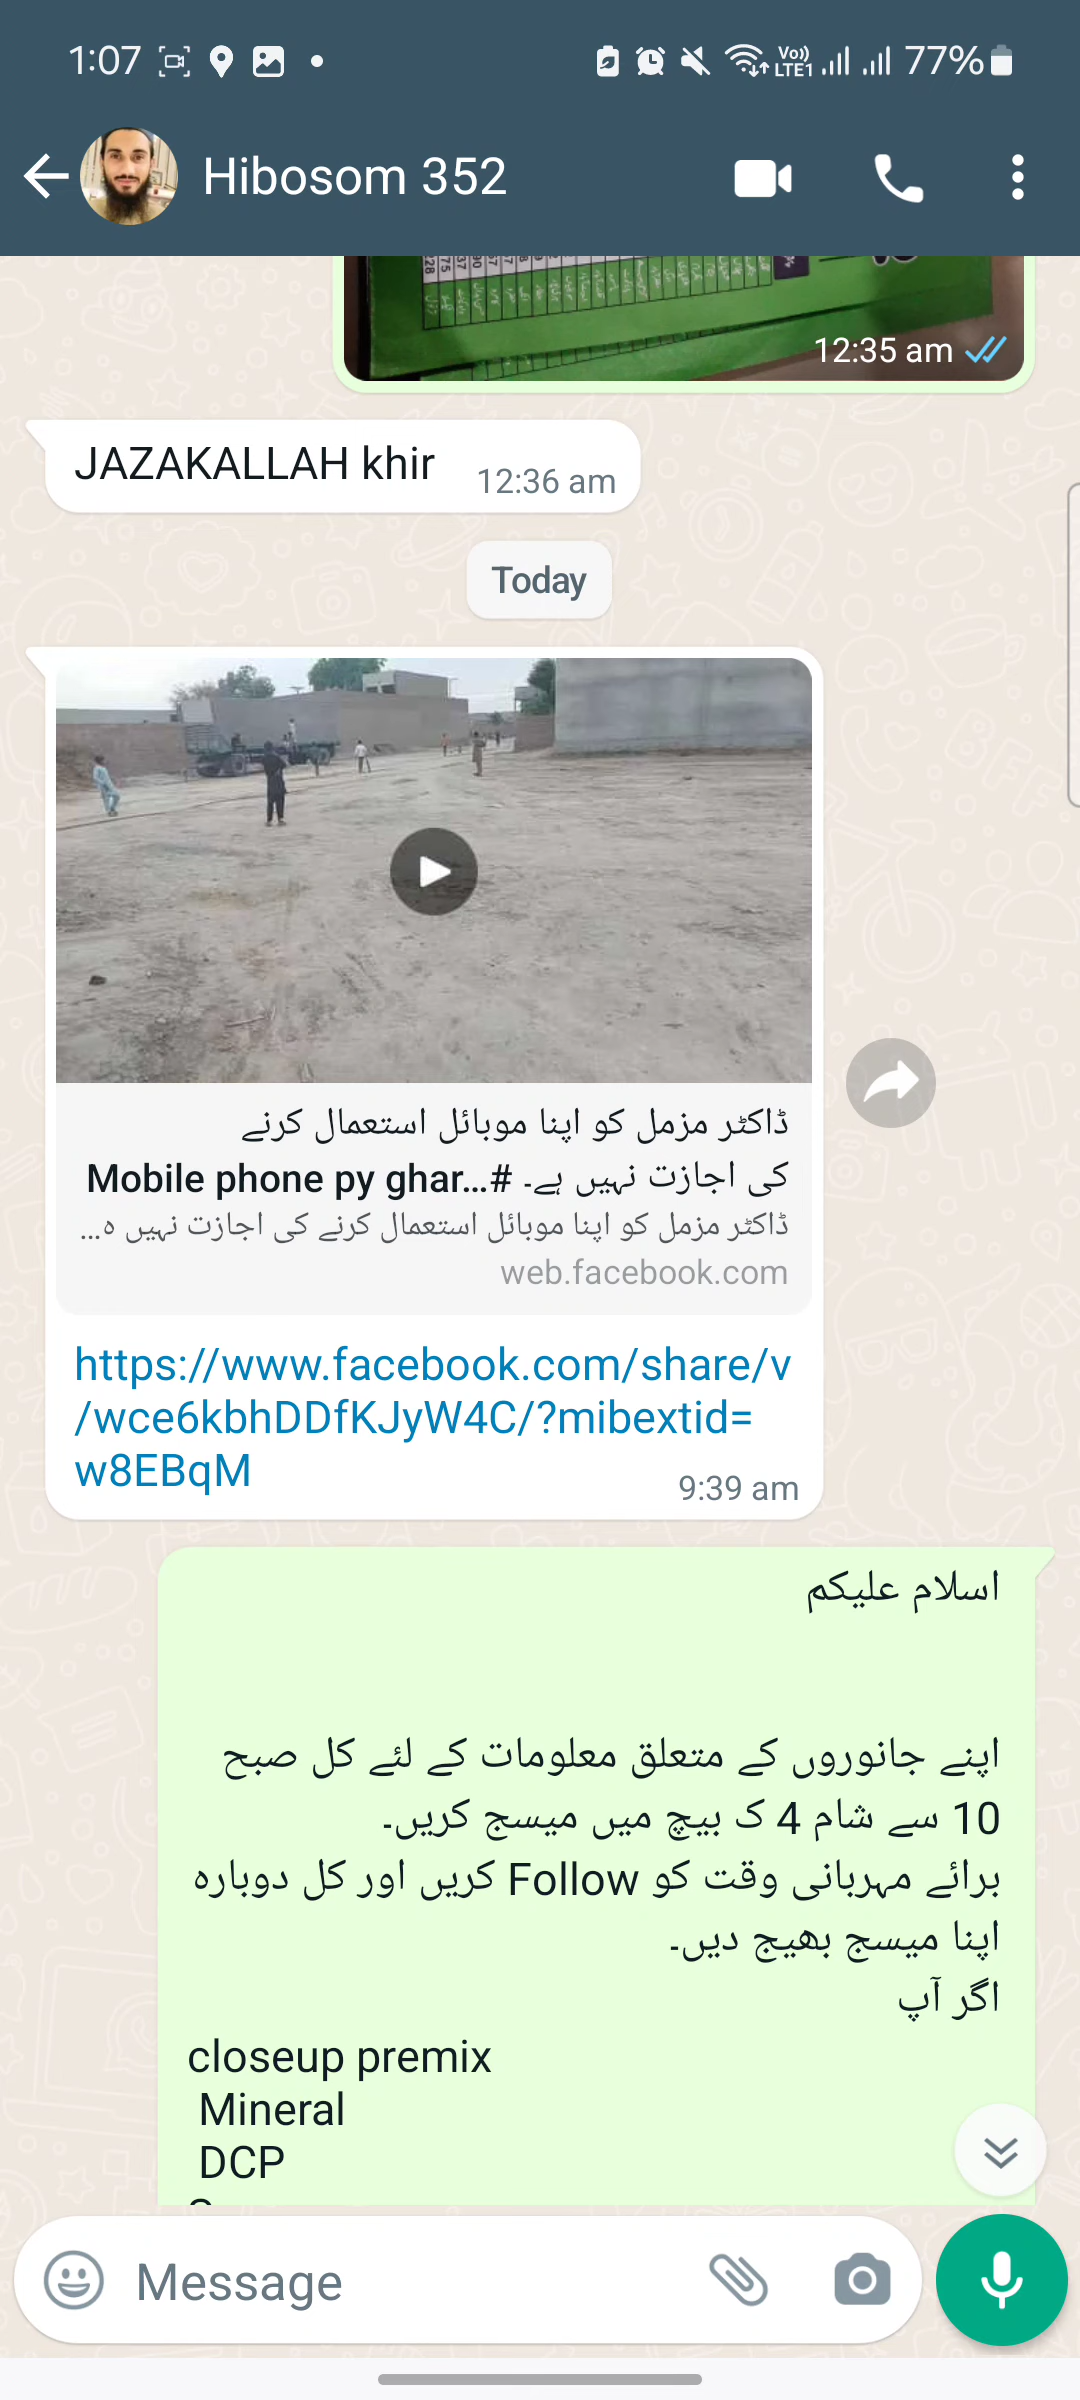 1:07
Vo)) LTE1 77%
Hibosom 352
12:35 am
JAZAKALLAH khir
12:36 am
Today
ڈاکٹر مزمل کو اپنا موبائل استعمال کرنے
کی اجازت نہیں ہے۔ #Mobile phone py ghar...
ڈاکٹر مزمل کو اپنا موبائل استعمال کرنے کی اجازت نہیں ہ...
web.facebook.com
https://www.facebook.com/share/v
/wce6kbhDDfKJyW4C/?mibextid=
w8EBqM
9:39 am
اسلام علیکم
اپنے جانوروں کے متعلق معلومات کے لئے کل صبح
10 سے شام 4 ک بیچ میں میسج کریں۔
برائے مہربانی وقت کو Follow کریں اور کل دوبارہ
اپنا میسج بھیج دیں۔
اگر آپ
closeup premix
Mineral
DCP
Message